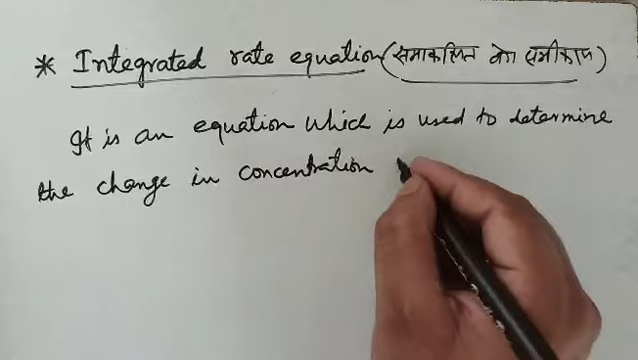 * Integrated rate equation (समाकलित वेग समीकरण)
It is an equation which is used to determine
the change in concentration